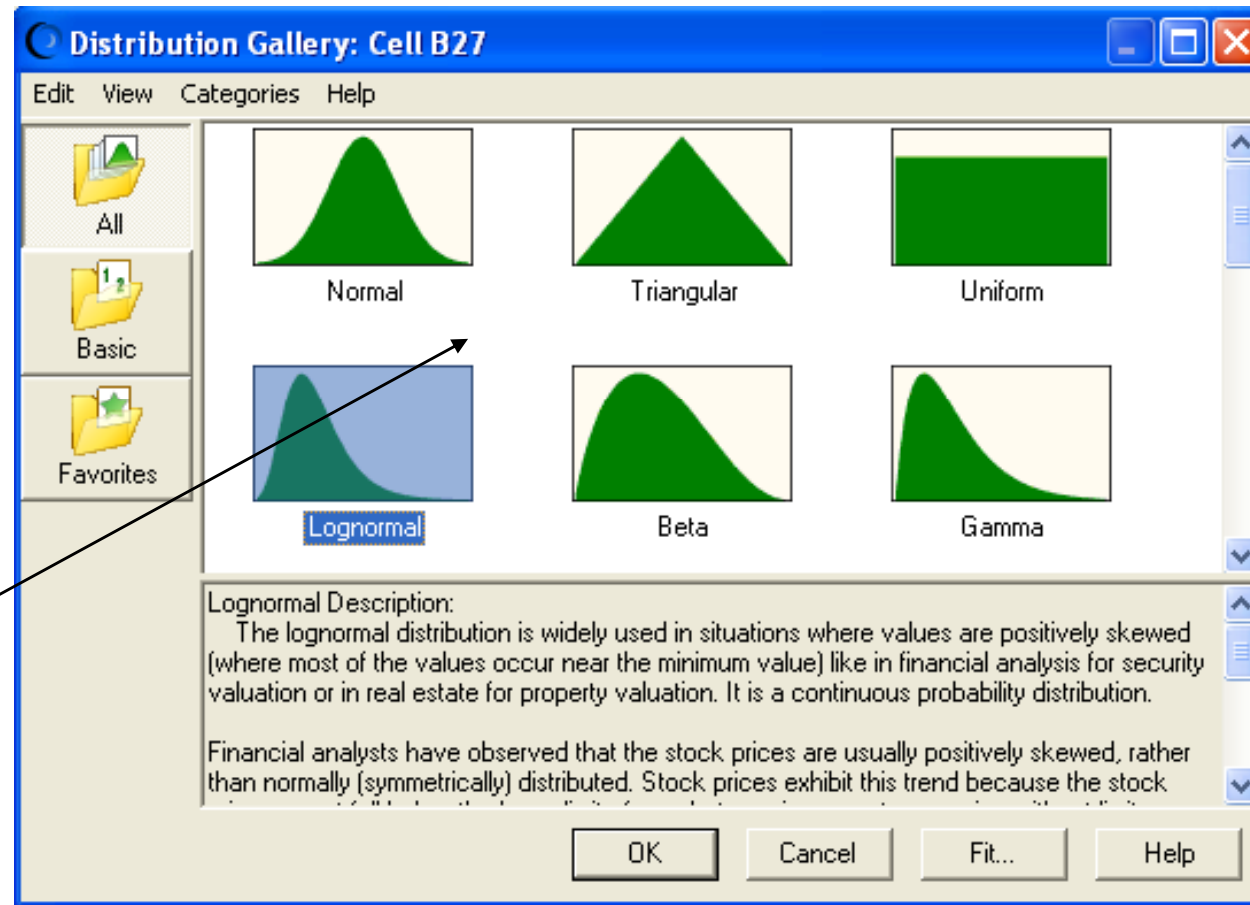 Distribution Gallery: Cell B27
Edit View Categories Help
All
Basic
Favorites
Normal Triangular Uniform
Lognormal Beta Gamma
Lognormal Description:
The lognormal distribution is widely used in situations where values are positively skewed
(where most of the values occur near the minimum value) like in financial analysis for security
valuation or in real estate for property valuation. It is a continuous probability distribution.
Financial analysts have observed that the stock prices are usually positively skewed, rather
than normally (symmetrically) distributed. Stock prices exhibit this trend because the stock
OK Cancel Fit... Help